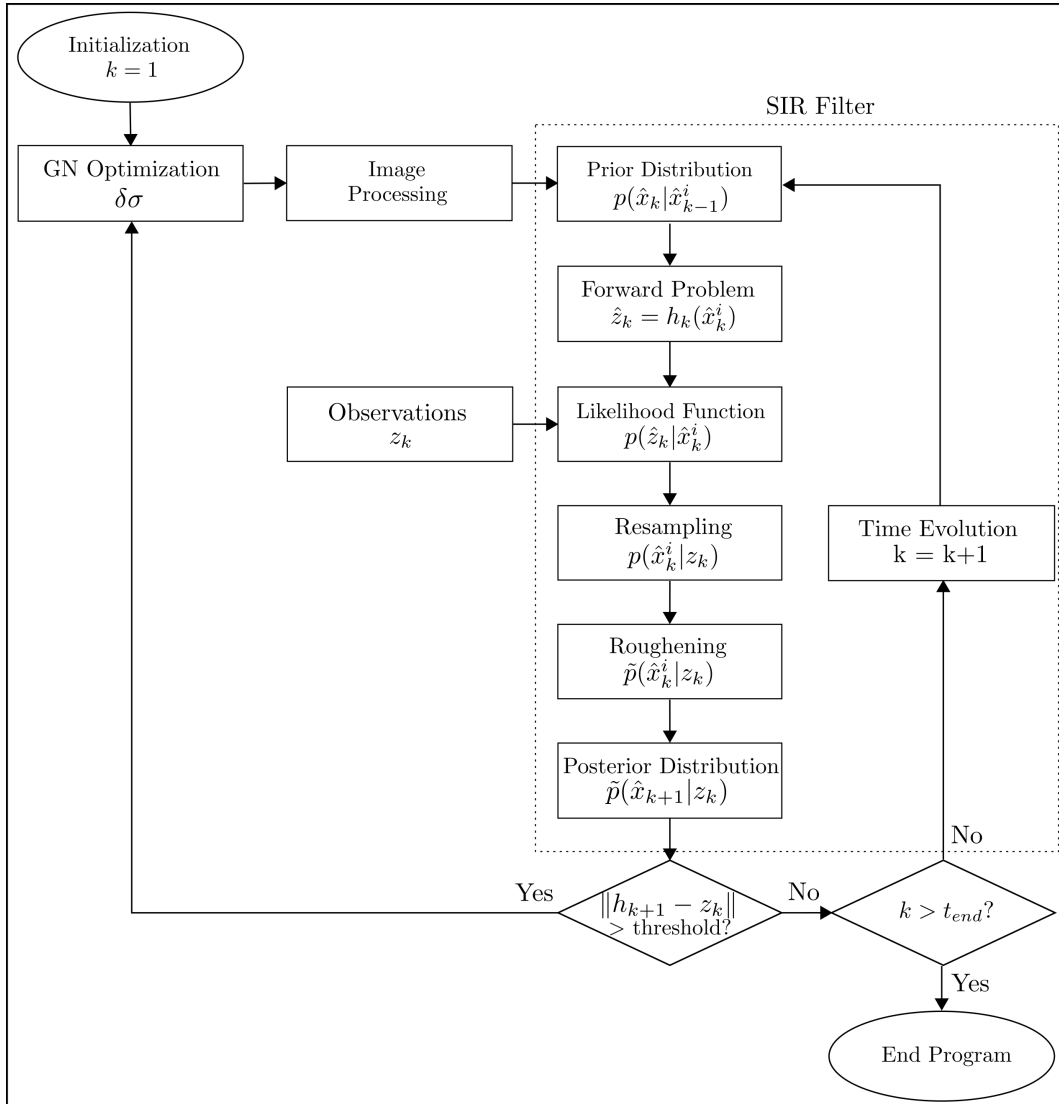 Initialization
k = 1
SIR Filter
GN Optimization
δσ
Image
Processing
Prior Distribution
p(x̂_k|x̂^i_{k−1})
Forward Problem
ẑ_k = h_k(x̂^i_k)
Observations
z_k
Likelihood Function
p(ẑ_k|x̂^i_k)
Resampling
p(x̂^i_k|z_k)
Time Evolution
k = k+1
Roughening
p̃(x̂^i_k|z_k)
Posterior Distribution
p̃(x̂_{k+1}|z_k)
No
Yes
‖h_{k+1} − z_k‖
> threshold?
No
k > t_{end}?
Yes
End Program